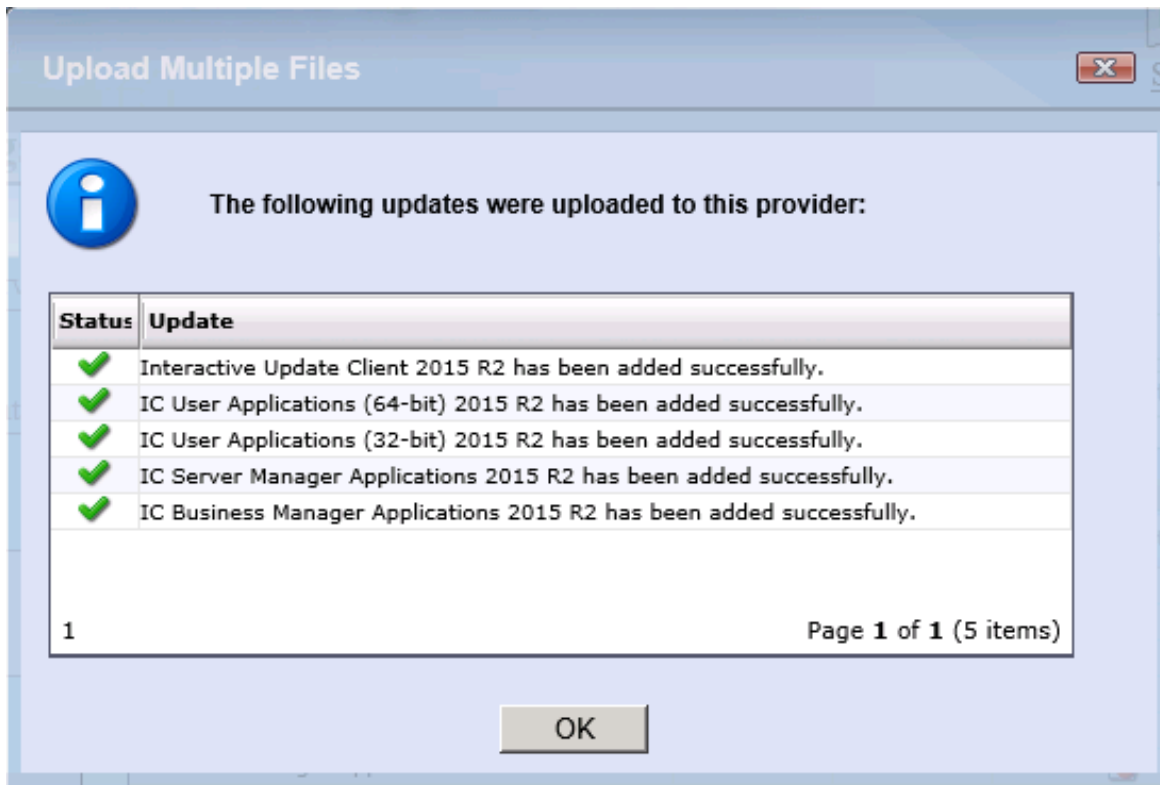 Upload Multiple Files
The following updates were uploaded to this provider:
Status Update
Interactive Update Client 2015 R2 has been added successfully.
IC User Applications (64-bit) 2015 R2 has been added successfully.
IC User Applications (32-bit) 2015 R2 has been added successfully.
IC Server Manager Applications 2015 R2 has been added successfully.
IC Business Manager Applications 2015 R2 has been added successfully.
1 Page 1 of 1 (5 items)
OK